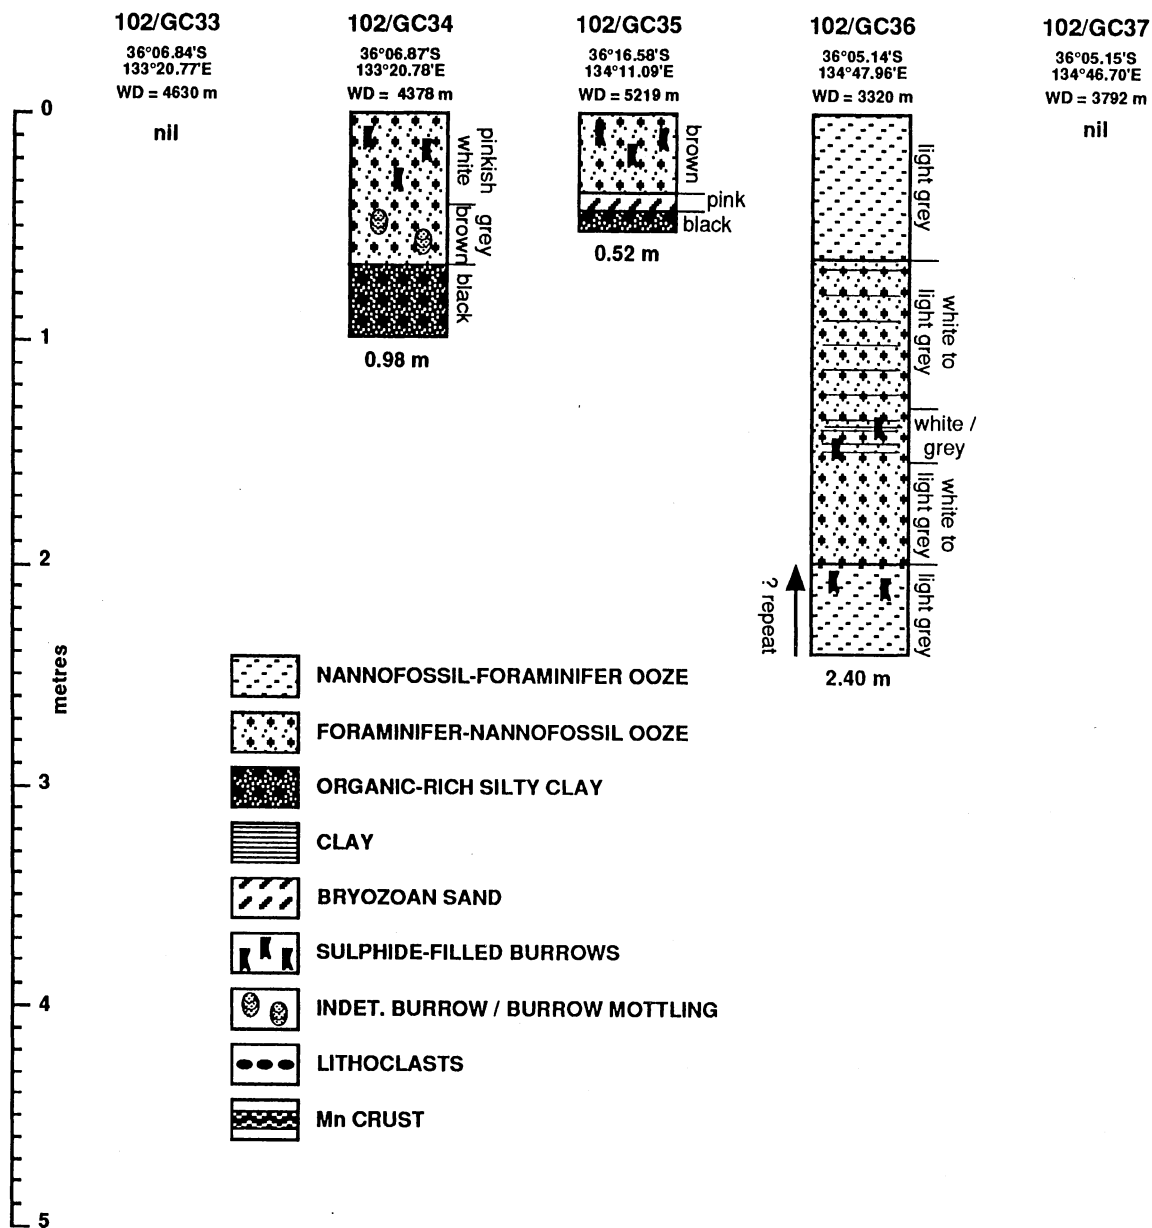 102/GC33
36°06.84'S
133°20.77'E
WD = 4630 m
nil
102/GC34
36°06.87'S
133°20.78'E
WD = 4378 m
pinkish
white
grey
brown
black
0.98 m
102/GC35
36°16.58'S
134°11.09'E
WD = 5219 m
brown
pink
black
0.52 m
102/GC36
36°05.14'S
134°47.96'E
WD = 3320 m
light grey
white to
light grey
white /
grey
white to
light grey
light grey
? repeat
2.40 m
102/GC37
36°05.15'S
134°46.70'E
WD = 3792 m
nil
0
1
2
3
4
5
metres
NANNOFOSSIL-FORAMINIFER OOZE
FORAMINIFER-NANNOFOSSIL OOZE
ORGANIC-RICH SILTY CLAY
CLAY
BRYOZOAN SAND
SULPHIDE-FILLED BURROWS
INDET. BURROW / BURROW MOTTLING
LITHOCLASTS
Mn CRUST